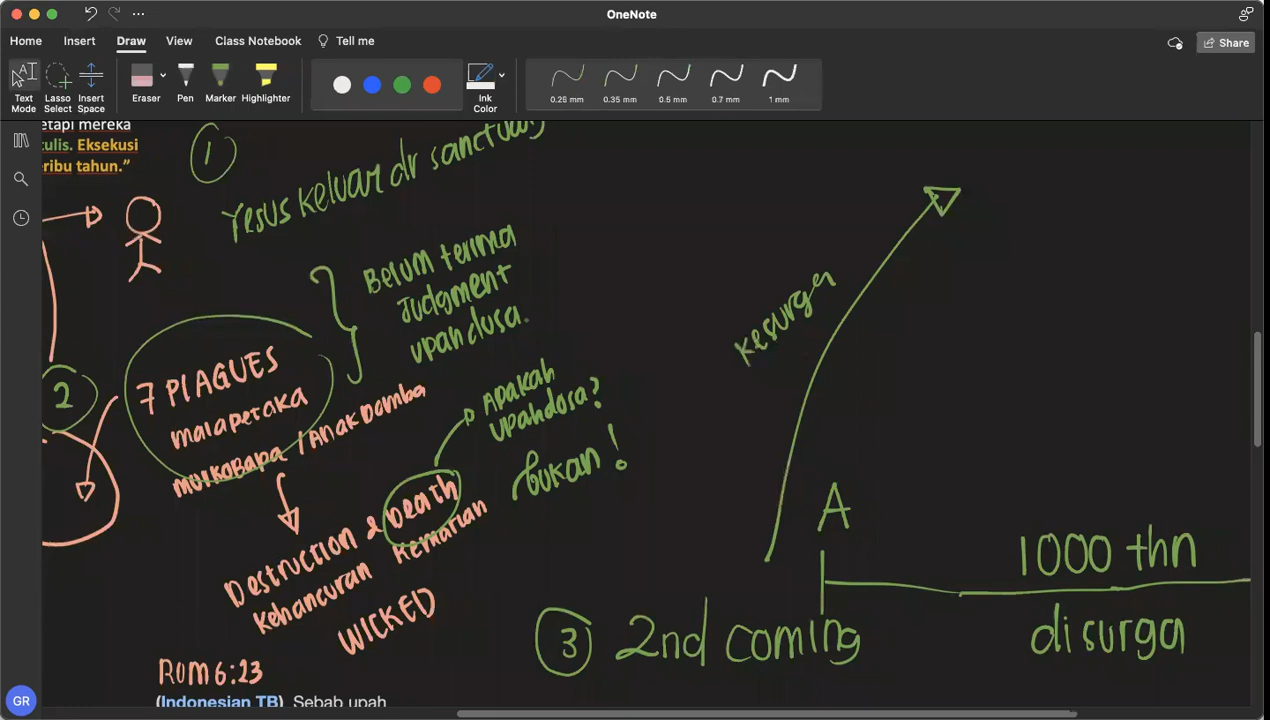 OneNote
Home Insert Draw View Class Notebook Tell me
Share
Text Mode
Lasso Select
Insert Space
Eraser
Pen
Marker
Highlighter
Ink Color
0.25 mm 0.35 mm 0.5 mm 0.7 mm 1 mm
etapi mereka
ulis. Eksekusi
ribu tahun."
1
Yesus keluar dr sanctuary
Belum terima
Judgment
upah dosa.
2
7 PLAGUES
malapetaka
murka Bapa / Anak Domba
Apakah
upah dosa?
bukan!
Destruction & Death
Kehancuran Kematian
WICKED
ROM 6:23
(Indonesian TB) Sebab upah
kesurga
A
1000 thn
di surga
3 2nd coming
GR